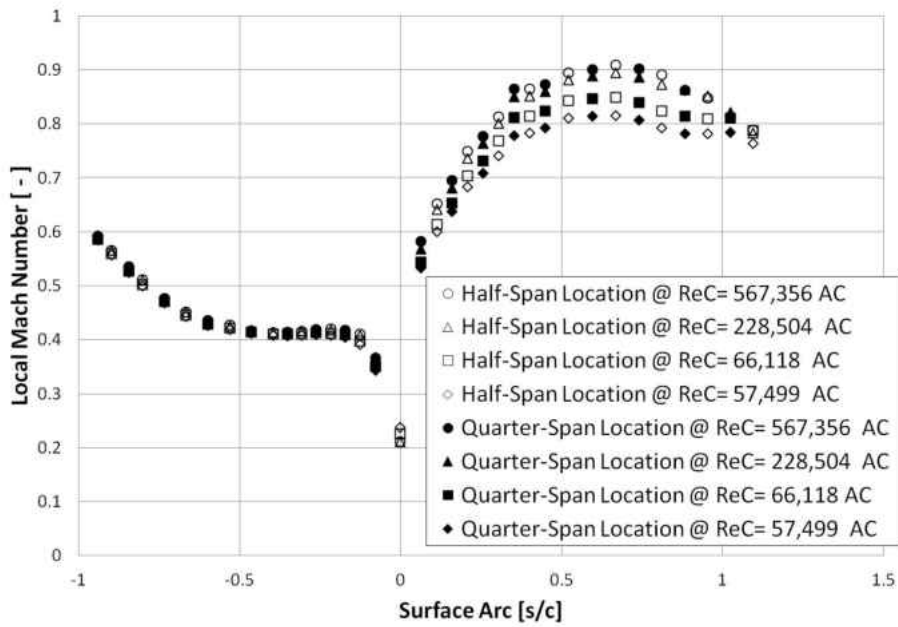 1
0.9
0.8
0.7
0.6
0.5
0.4
0.3
0.2
0.1
0
-1
-0.5
0
0.5
1
1.5
Local Mach Number [ - ]
Surface Arc [s/c]
Half-Span Location @ ReC= 567,356 AC
Half-Span Location @ ReC= 228,504 AC
Half-Span Location @ ReC= 66,118 AC
Half-Span Location @ ReC= 57,499 AC
Quarter-Span Location @ ReC= 567,356 AC
Quarter-Span Location @ ReC= 228,504 AC
Quarter-Span Location @ ReC= 66,118 AC
Quarter-Span Location @ ReC= 57,499 AC